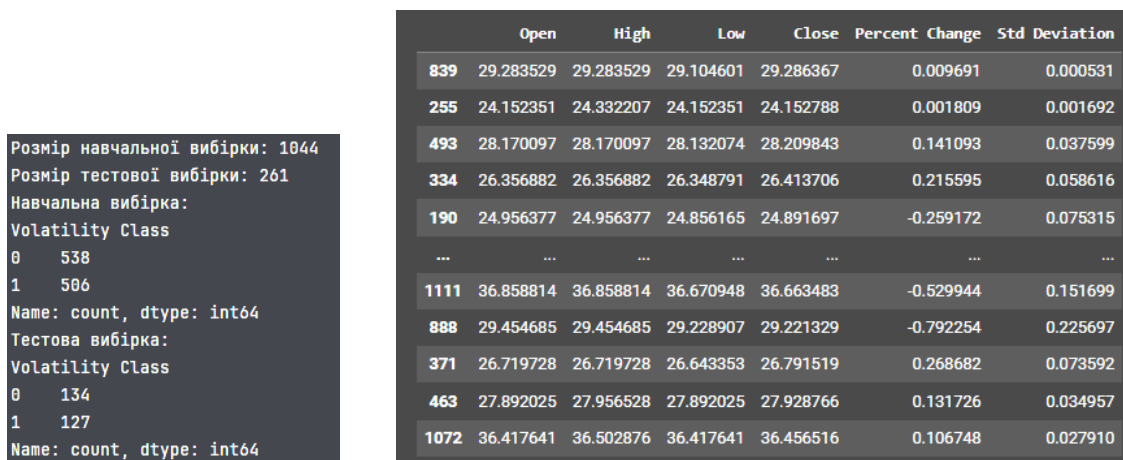 Розмір навчальної вибірки: 1044
Розмір тестової вибірки: 261
Навчальна вибірка:
Volatility Class
0 538
1 506
Name: count, dtype: int64
Тестова вибірка:
Volatility Class
0 134
1 127
Name: count, dtype: int64
Open High Low Close Percent Change Std Deviation
839 29.283529 29.283529 29.104601 29.286367 0.009691 0.000531
255 24.152351 24.332207 24.152351 24.152788 0.001809 0.001692
493 28.170097 28.170097 28.132074 28.209843 0.141093 0.037599
334 26.356882 26.356882 26.348791 26.413706 0.215595 0.058616
190 24.956377 24.956377 24.856165 24.891697 -0.259172 0.075315
... ... ... ... ... ... ...
1111 36.858814 36.858814 36.670948 36.663483 -0.529944 0.151699
888 29.454685 29.454685 29.228907 29.221329 -0.792254 0.225697
371 26.719728 26.719728 26.643353 26.791519 0.268682 0.073592
463 27.892025 27.956528 27.892025 27.928766 0.131726 0.034957
1072 36.417641 36.502876 36.417641 36.456516 0.106748 0.027910